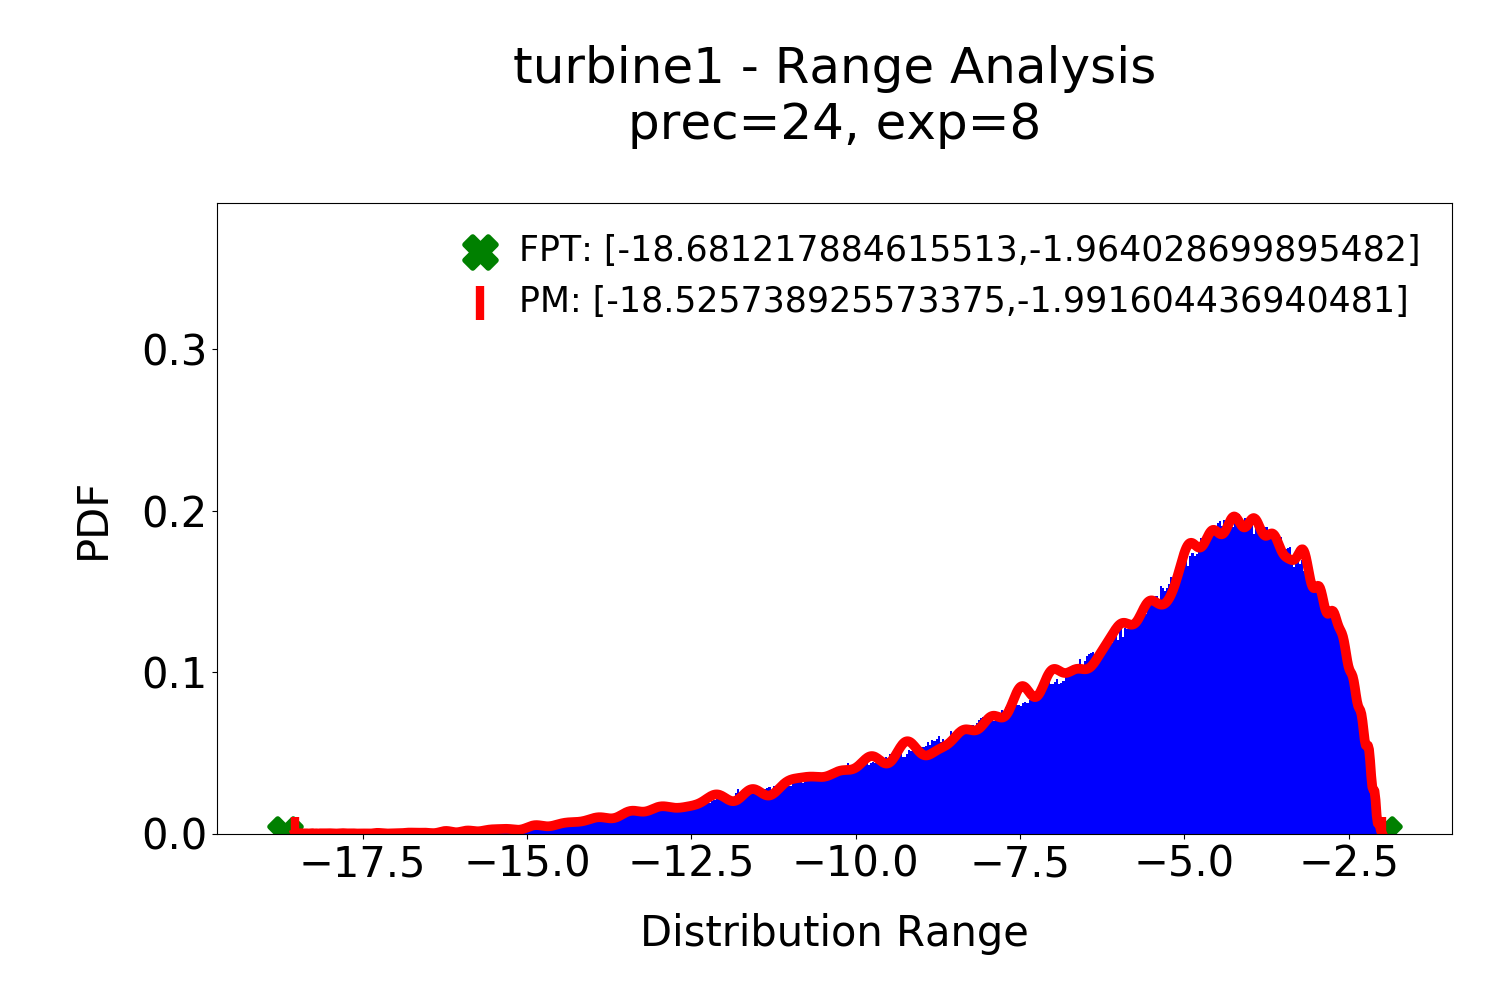 turbine1 - Range Analysis
prec=24, exp=8
FPT: [-18.681217884615513,-1.964028699895482]
PM: [-18.525738925573375,-1.991604436940481]
0.3
0.2
0.1
0.0
PDF
−17.5 −15.0 −12.5 −10.0 −7.5 −5.0 −2.5
Distribution Range